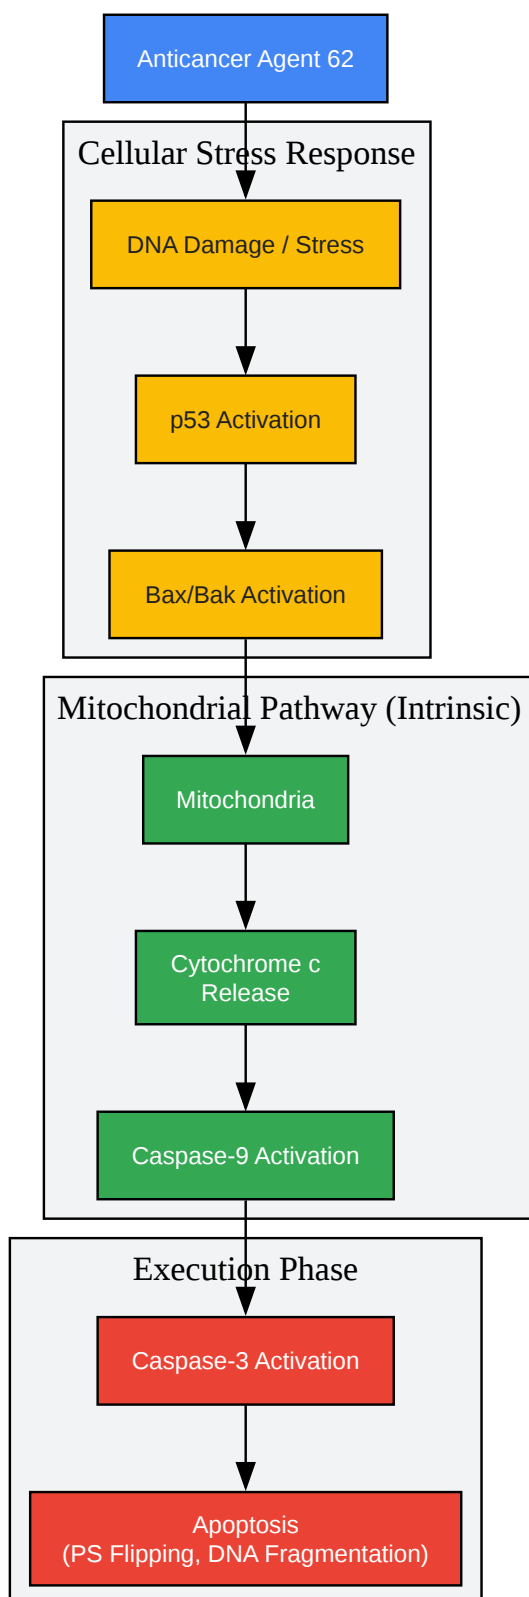 Anticancer Agent 62
Cellular Stress Response
DNA Damage / Stress
p53 Activation
Bax/Bak Activation
Mitochondrial Pathway (Intrinsic)
Mitochondria
Cytochrome c
Release
Caspase-9 Activation
Execution Phase
Caspase-3 Activation
Apoptosis
(PS Flipping, DNA Fragmentation)